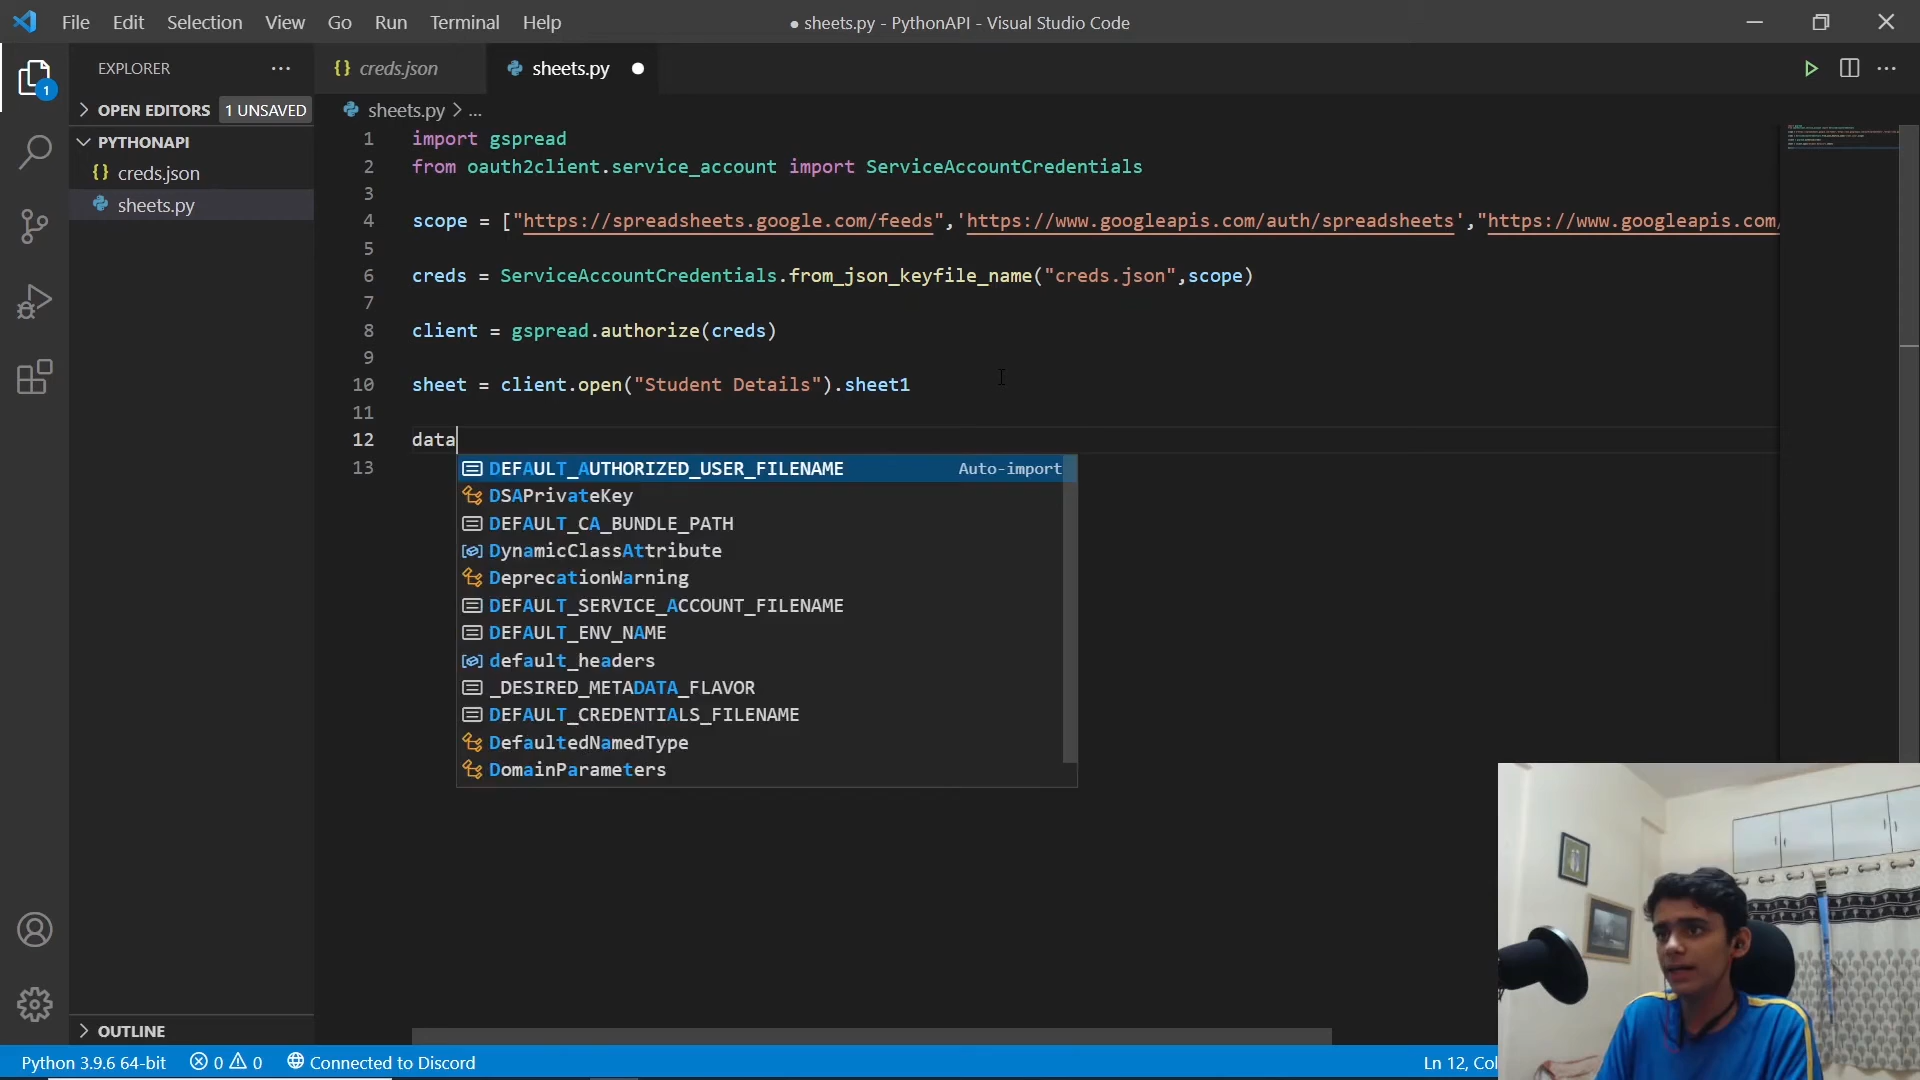 File Edit Selection View Go Run Terminal Help
● sheets.py - PythonAPI - Visual Studio Code
EXPLORER ...
{} creds.json
sheets.py ●
OPEN EDITORS 1 UNSAVED
PYTHONAPI
{} creds.json
sheets.py
1
sheets.py > ...
1 import gspread
2 from oauth2client.service_account import ServiceAccountCredentials
3
4 scope = ["https://spreadsheets.google.com/feeds",'https://www.googleapis.com/auth/spreadsheets',"https://www.googleapis.com/
5
6 creds = ServiceAccountCredentials.from_json_keyfile_name("creds.json",scope)
7
8 client = gspread.authorize(creds)
9
10 sheet = client.open("Student Details").sheet1
11
12 data
13
DEFAULT_AUTHORIZED_USER_FILENAME Auto-import
DSAPrivateKey
DEFAULT_CA_BUNDLE_PATH
DynamicClassAttribute
DeprecationWarning
DEFAULT_SERVICE_ACCOUNT_FILENAME
DEFAULT_ENV_NAME
default_headers
_DESIRED_METADATA_FLAVOR
DEFAULT_CREDENTIALS_FILENAME
DefaultedNamedType
DomainParameters
OUTLINE
Python 3.9.6 64-bit 0 0 Connected to Discord
Ln 12, Col